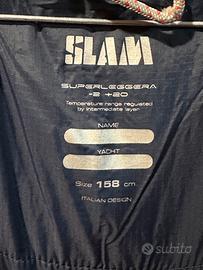 SLAM
SUPERLEGGERA
-2 +20
Temperature range regulated
by intermediate layer
NAME
YACHT
Size 158 cm.
ITALIAN DESIGN
subito